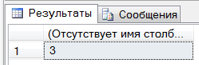 Результаты Сообщения
(Отсутствует имя столб...
1 3